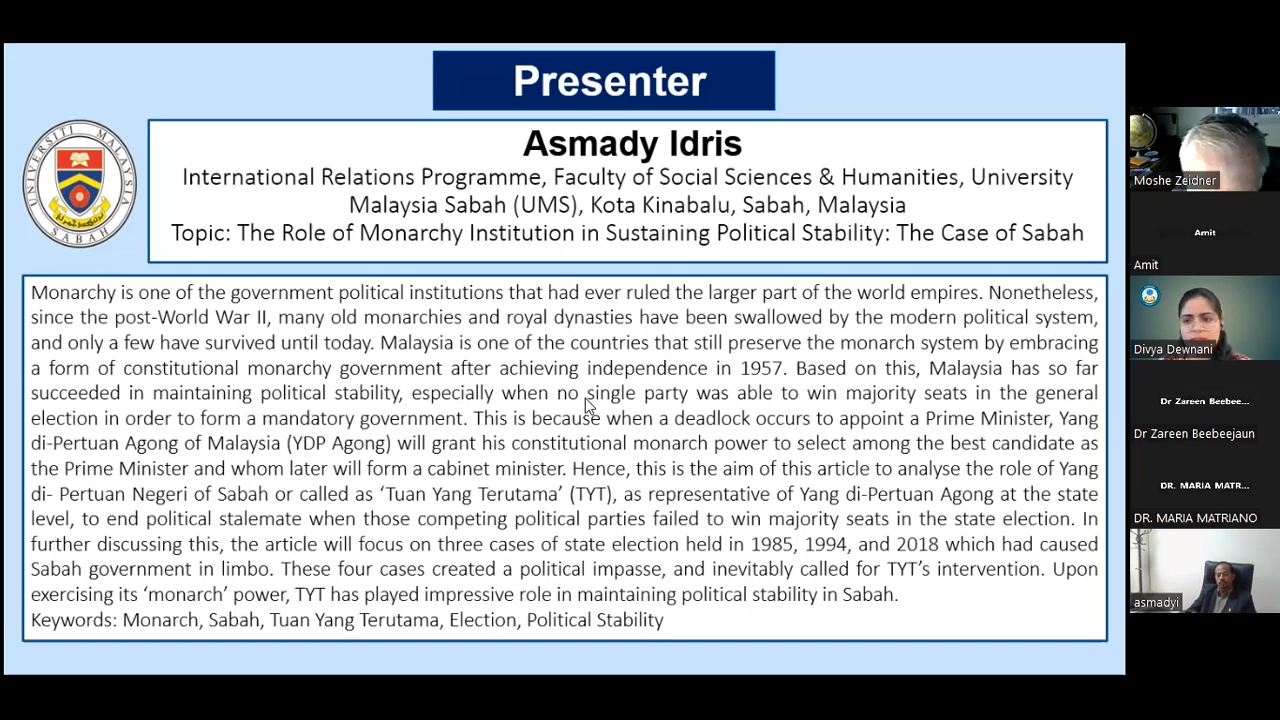 Presenter
UNIVERSITI MALAYSIA
SABAH
Asmady Idris
International Relations Programme, Faculty of Social Sciences & Humanities, University
Malaysia Sabah (UMS), Kota Kinabalu, Sabah, Malaysia
Topic: The Role of Monarchy Institution in Sustaining Political Stability: The Case of Sabah
Monarchy is one of the government political institutions that had ever ruled the larger part of the world empires. Nonetheless,
since the post-World War II, many old monarchies and royal dynasties have been swallowed by the modern political system,
and only a few have survived until today. Malaysia is one of the countries that still preserve the monarch system by embracing
a form of constitutional monarchy government after achieving independence in 1957. Based on this, Malaysia has so far
succeeded in maintaining political stability, especially when no single party was able to win majority seats in the general
election in order to form a mandatory government. This is because when a deadlock occurs to appoint a Prime Minister, Yang
di-Pertuan Agong of Malaysia (YDP Agong) will grant his constitutional monarch power to select among the best candidate as
the Prime Minister and whom later will form a cabinet minister. Hence, this is the aim of this article to analyse the role of Yang
di- Pertuan Negeri of Sabah or called as ‘Tuan Yang Terutama’ (TYT), as representative of Yang di-Pertuan Agong at the state
level, to end political stalemate when those competing political parties failed to win majority seats in the state election. In
further discussing this, the article will focus on three cases of state election held in 1985, 1994, and 2018 which had caused
Sabah government in limbo. These four cases created a political impasse, and inevitably called for TYT’s intervention. Upon
exercising its ‘monarch’ power, TYT has played impressive role in maintaining political stability in Sabah.
Keywords: Monarch, Sabah, Tuan Yang Terutama, Election, Political Stability
Moshe Zeidner
Amit
Amit
Divya Dewnani
Dr Zareen Beebee...
Dr Zareen Beebeejaun
DR. MARIA MATR...
DR. MARIA MATRIANO
asmadyi